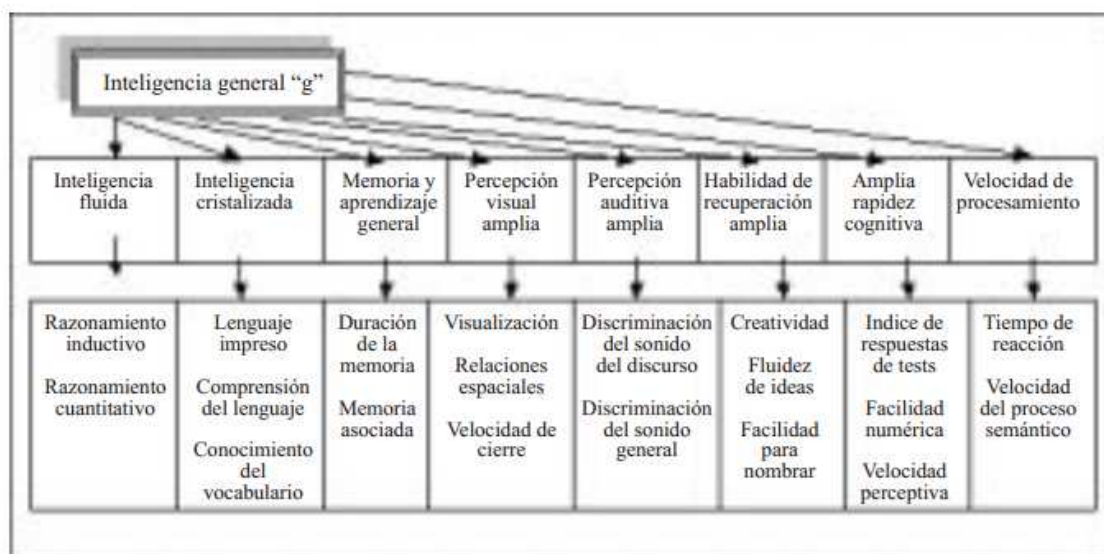 Inteligencia general “g”
Inteligencia
fluida
Inteligencia
cristalizada
Memoria y
aprendizaje
general
Percepción
visual
amplia
Percepción
auditiva
amplia
Habilidad de
recuperación
amplia
Amplia
rapidez
cognitiva
Velocidad de
procesamiento
Razonamiento
inductivo
Razonamiento
cuantitativo
Lenguaje
impreso
Comprensión
del lenguaje
Conocimiento
del
vocabulario
Duración
de la
memoria
Memoria
asociada
Visualización
Relaciones
espaciales
Velocidad de
cierre
Discriminación
del sonido
del discurso
Discriminación
del sonido
general
Creatividad
Fluidez
de ideas
Facilidad
para
nombrar
Indice de
respuestas
de tests
Facilidad
numérica
Velocidad
perceptiva
Tiempo de
reacción
Velocidad
del proceso
semántico